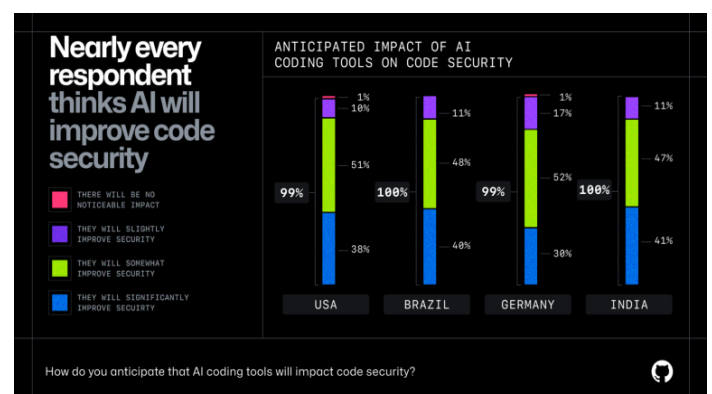 Nearly every
respondent
thinks AI will
improve code
security
THERE WILL BE NO
NOTICEABLE IMPACT
THEY WILL SLIGHTLY
IMPROVE SECURITY
THEY WILL SOMEWHAT
IMPROVE SECURITY
THEY WILL SIGNIFICANTLY
IMPROVE SECUIRTY
ANTICIPATED IMPACT OF AI
CODING TOOLS ON CODE SECURITY
1%
10%
51%
99%
38%
USA
11%
48%
100%
40%
BRAZIL
1%
17%
52%
99%
30%
GERMANY
11%
47%
100%
41%
INDIA
How do you anticipate that AI coding tools will impact code security?